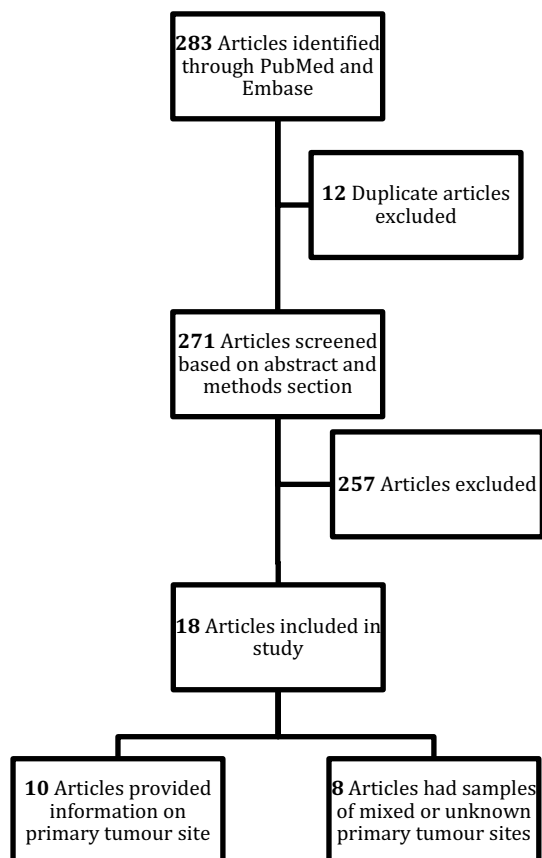 283 Articles identified
through PubMed and
Embase
12 Duplicate articles
excluded
271 Articles screened
based on abstract and
methods section
257 Articles excluded
18 Articles included in
study
10 Articles provided
information on
primary tumour site
8 Articles had samples
of mixed or unknown
primary tumour sites